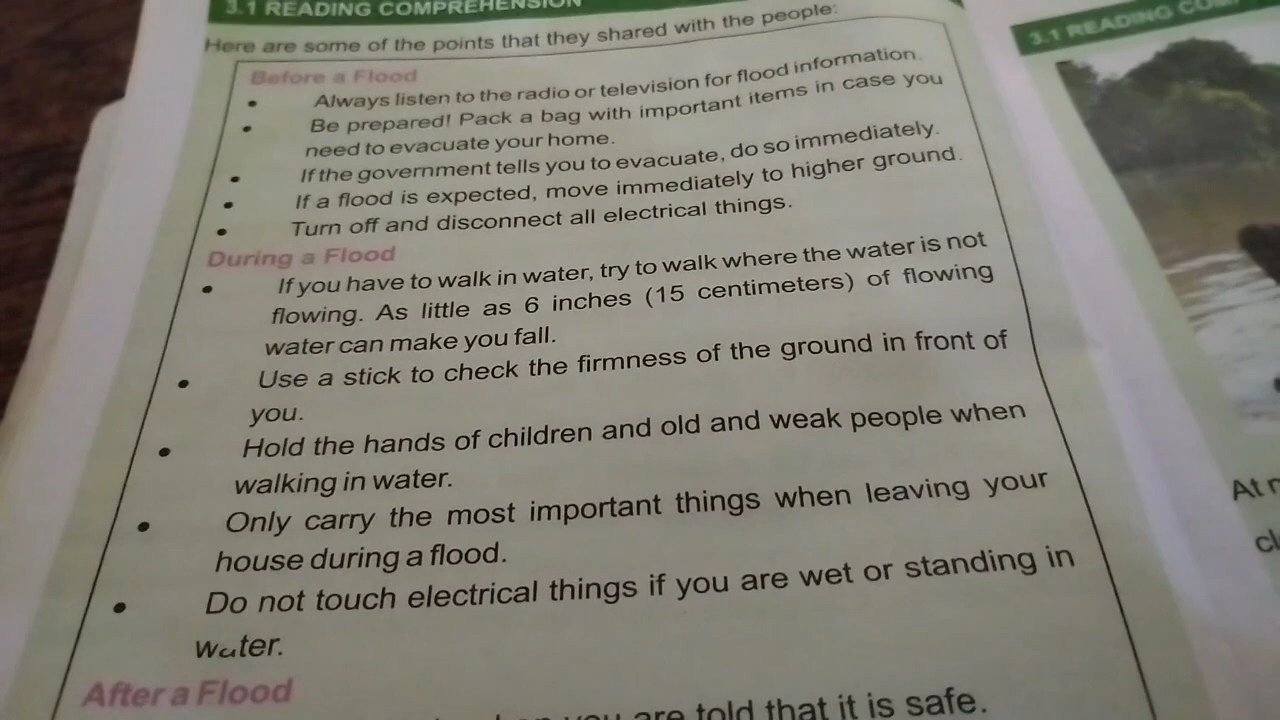 3.1 READING COMPREHENSION
Here are some of the points that they shared with the people:
Before a Flood
• Always listen to the radio or television for flood information.
• Be prepared! Pack a bag with important items in case you
need to evacuate your home.
• If the government tells you to evacuate, do so immediately.
• If a flood is expected, move immediately to higher ground.
• Turn off and disconnect all electrical things.
During a Flood
• If you have to walk in water, try to walk where the water is not
flowing. As little as 6 inches (15 centimeters) of flowing
water can make you fall.
• Use a stick to check the firmness of the ground in front of
you.
• Hold the hands of children and old and weak people when
walking in water.
• Only carry the most important things when leaving your
house during a flood.
• Do not touch electrical things if you are wet or standing in
water.
After a Flood
you are told that it is safe.
3.1 READING
At